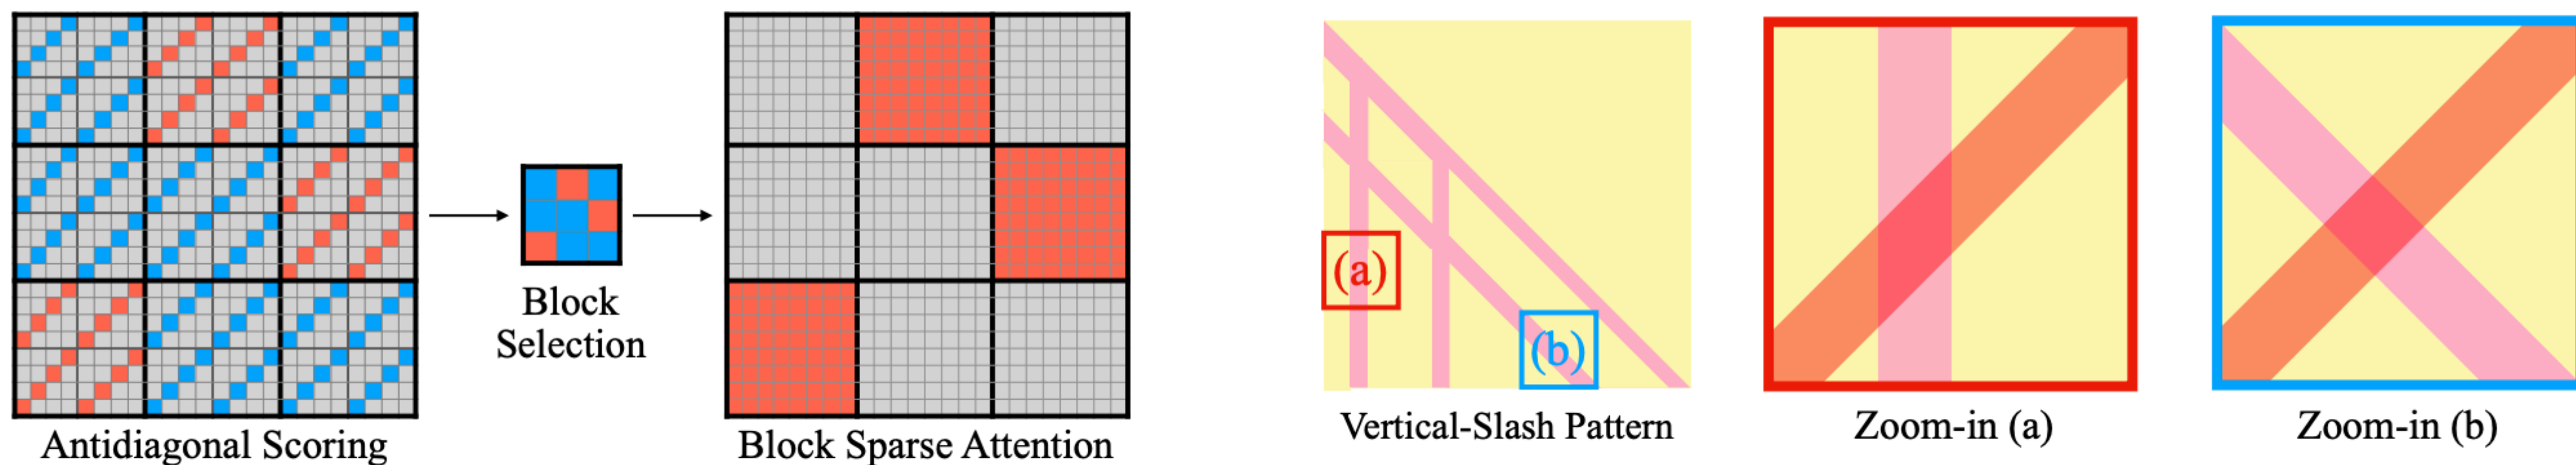 Antidiagonal Scoring
Block
Selection
Block Sparse Attention
(a)
(b)
Vertical-Slash Pattern
Zoom-in (a)
Zoom-in (b)